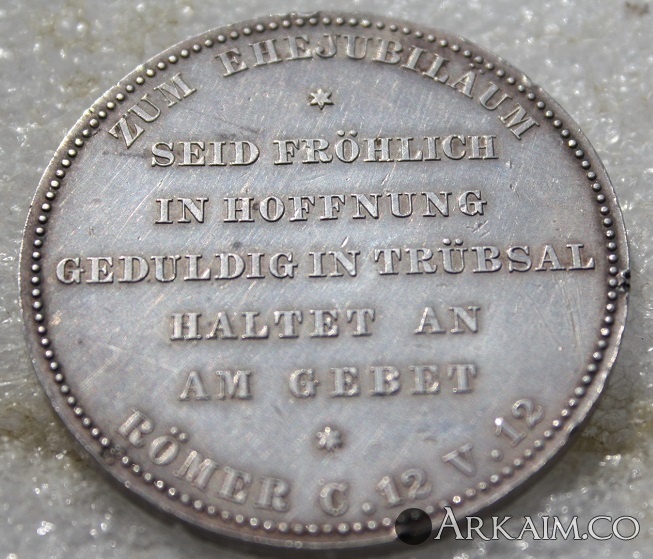 ZUM EHEJUBILÄUM
SEID FRÖHLICH
IN HOFFNUNG
GEDULDIG IN TRÜBSAL
HALTET AN
AM GEBET
RÖMER C.12 V.12
ARKAIM.CO